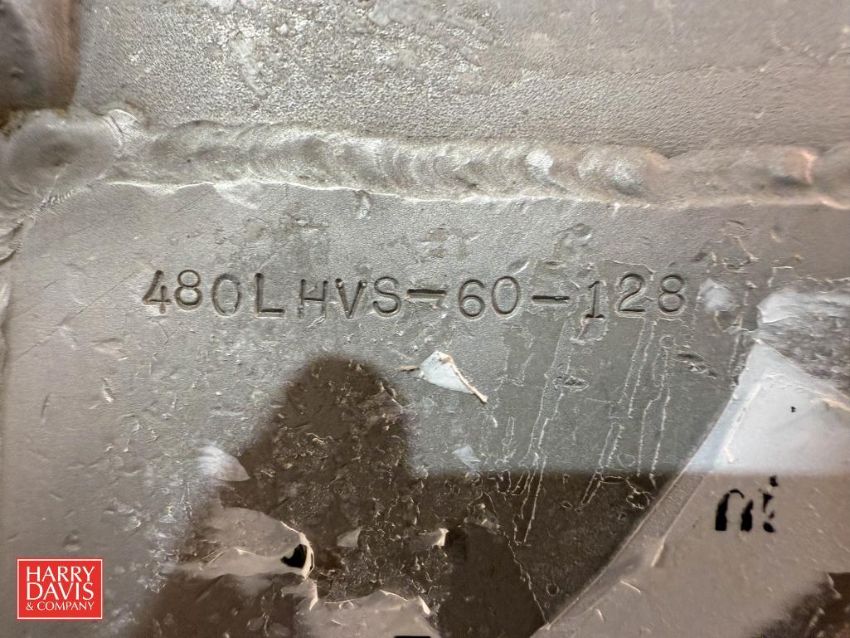 480LHVS-60-128
HARRY
DAVIS
& COMPANY